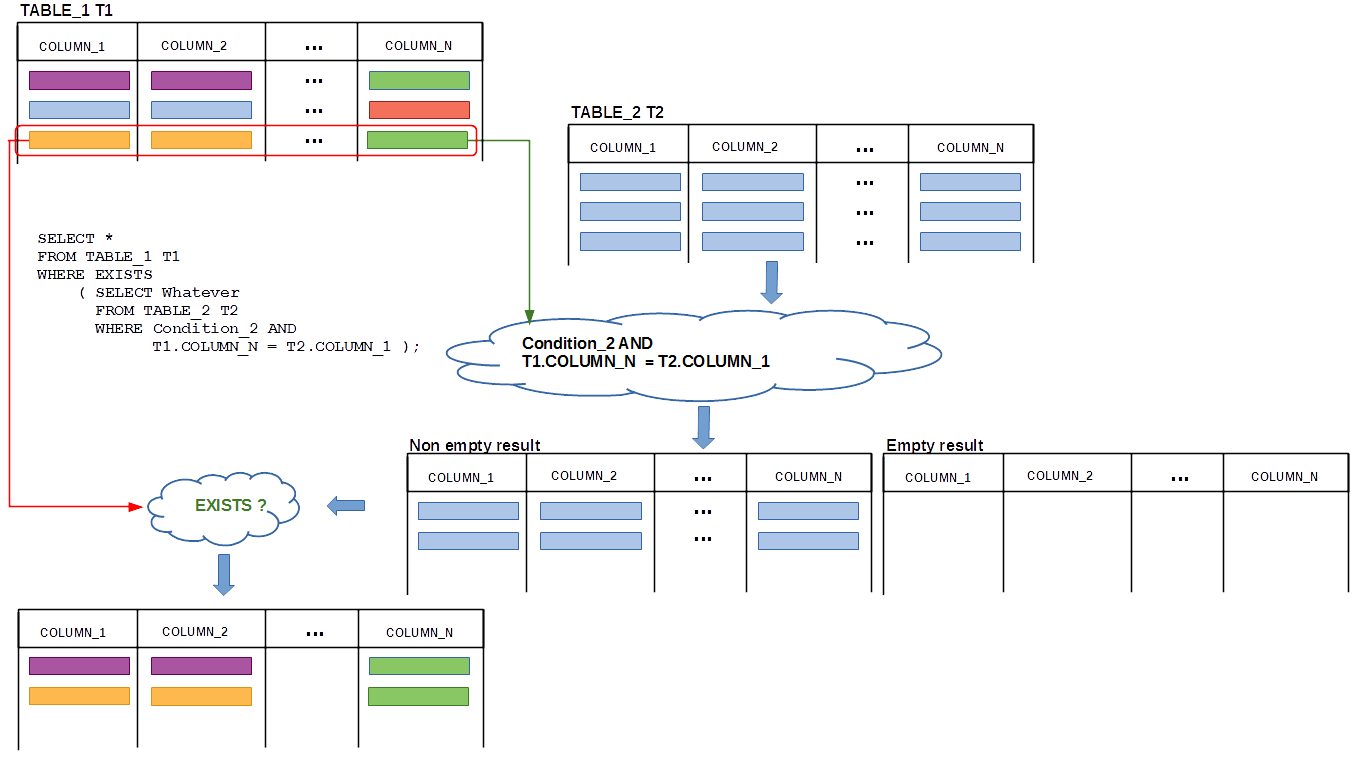 TABLE_1 T1
COLUMN_1 COLUMN_2 ... COLUMN_N
...
...
...
TABLE_2 T2
COLUMN_1 COLUMN_2 ... COLUMN_N
...
...
...
SELECT *
FROM TABLE_1 T1
WHERE EXISTS
( SELECT Whatever
FROM TABLE_2 T2
WHERE Condition_2 AND
T1.COLUMN_N = T2.COLUMN_1 );
Condition_2 AND
T1.COLUMN_N = T2.COLUMN_1
Non empty result
COLUMN_1 COLUMN_2 ... COLUMN_N
...
...
Empty result
COLUMN_1 COLUMN_2 ... COLUMN_N
EXISTS ?
COLUMN_1 COLUMN_2 ... COLUMN_N